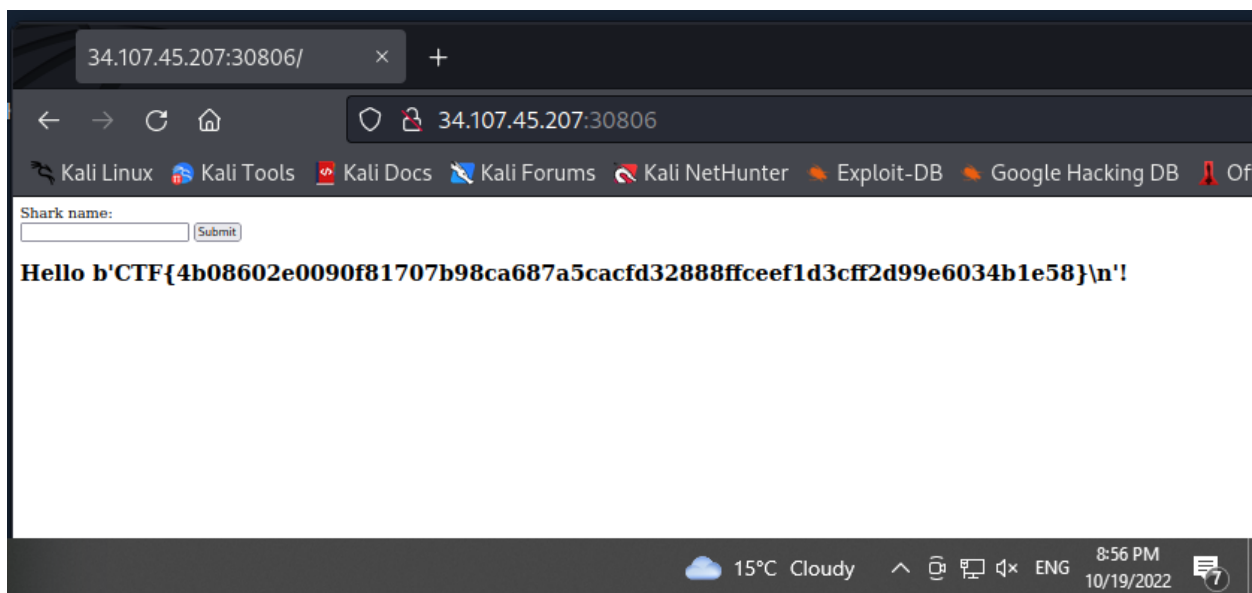 34.107.45.207:30806/
34.107.45.207:30806
Kali Linux Kali Tools Kali Docs Kali Forums Kali NetHunter Exploit-DB Google Hacking DB Of
Shark name:
Submit
Hello b'CTF{4b08602e0090f81707b98ca687a5cacfd32888ffceef1d3cff2d99e6034b1e58}\n'!
15°C Cloudy ENG 8:56 PM
10/19/2022
7